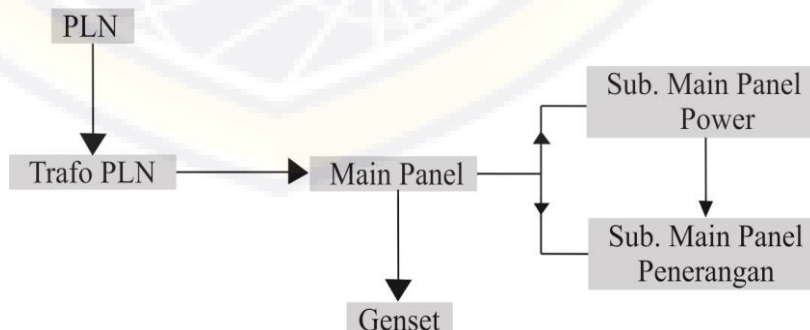 PLN
Trafo PLN
Main Panel
Sub. Main Panel
Power
Sub. Main Panel
Penerangan
Genset